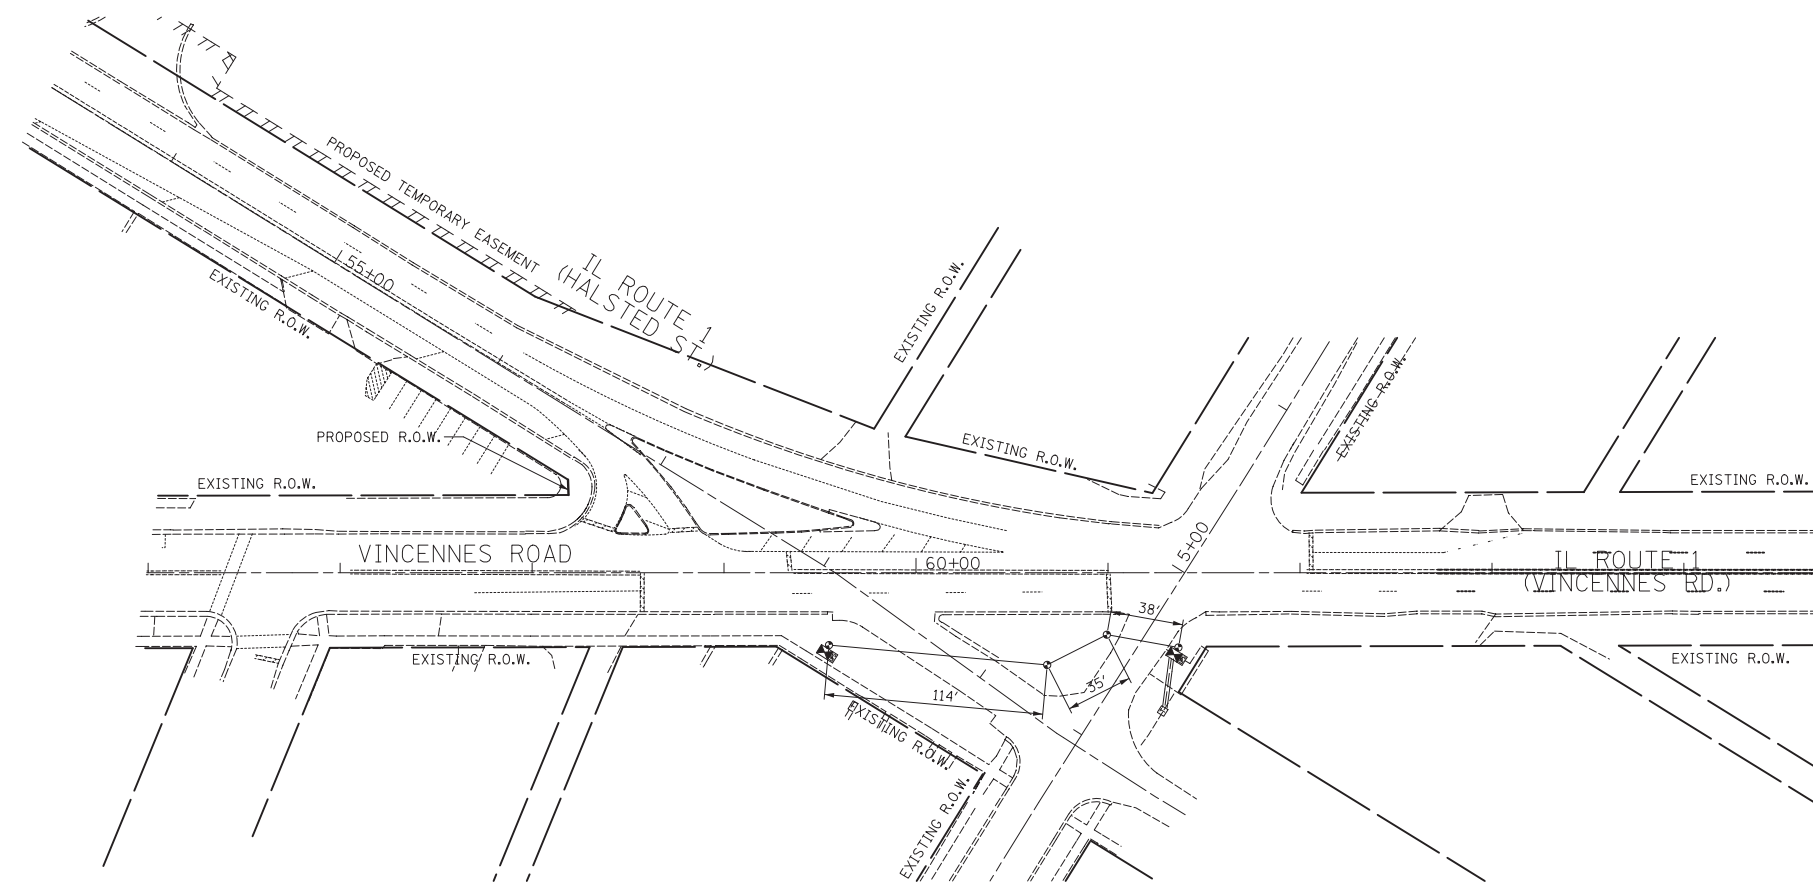 PROPOSED TEMPORARY EASEMENT
IL ROUTE 1
(HALSTED ST.)
55+00
EXISTING R.O.W.
EXISTING R.O.W.
EXISTING R.O.W.
EXISTING R.O.W.
PROPOSED R.O.W.
EXISTING R.O.W.
EXISTING R.O.W.
VINCENNES ROAD
60+00
5+00
IL ROUTE 1
(VINCENNES RD.)
38'
EXISTING R.O.W.
EXISTING R.O.W.
35'
114'
EXISTING R.O.W.
EXISTING R.O.W.